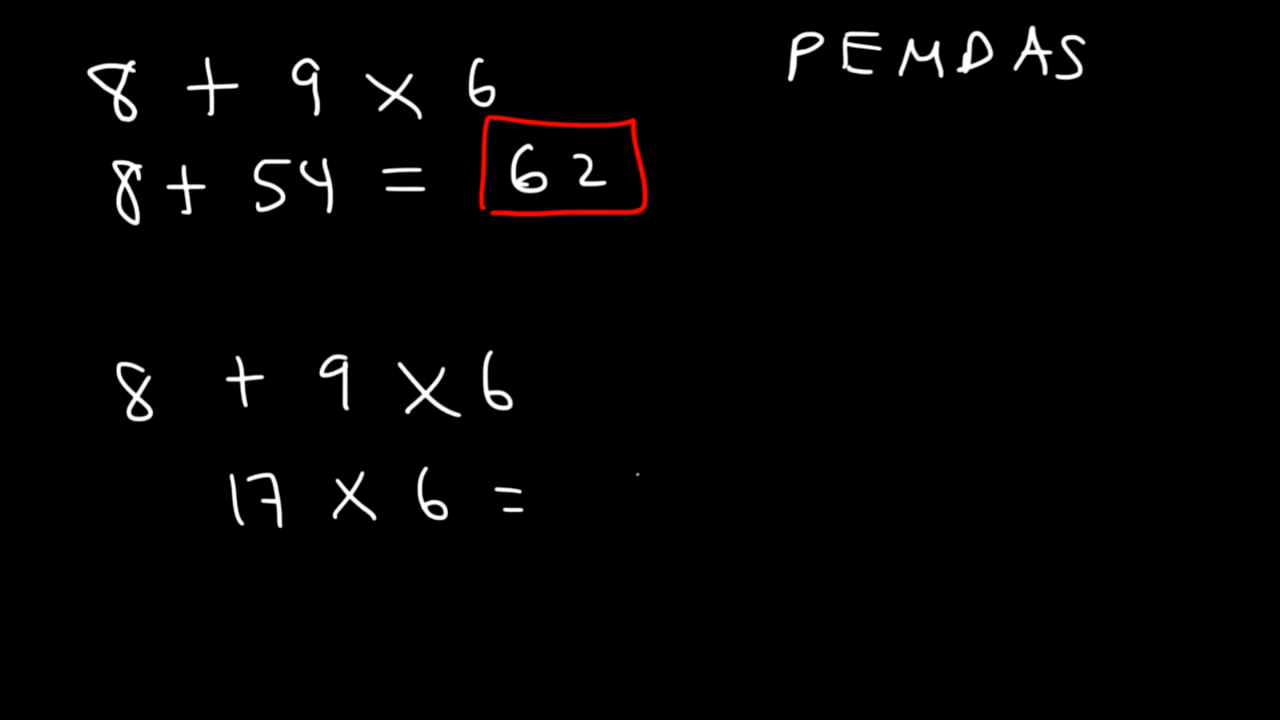 8 + 9 × 6
PEMDAS
8 + 54 = 62
8 + 9 × 6
17 × 6 =